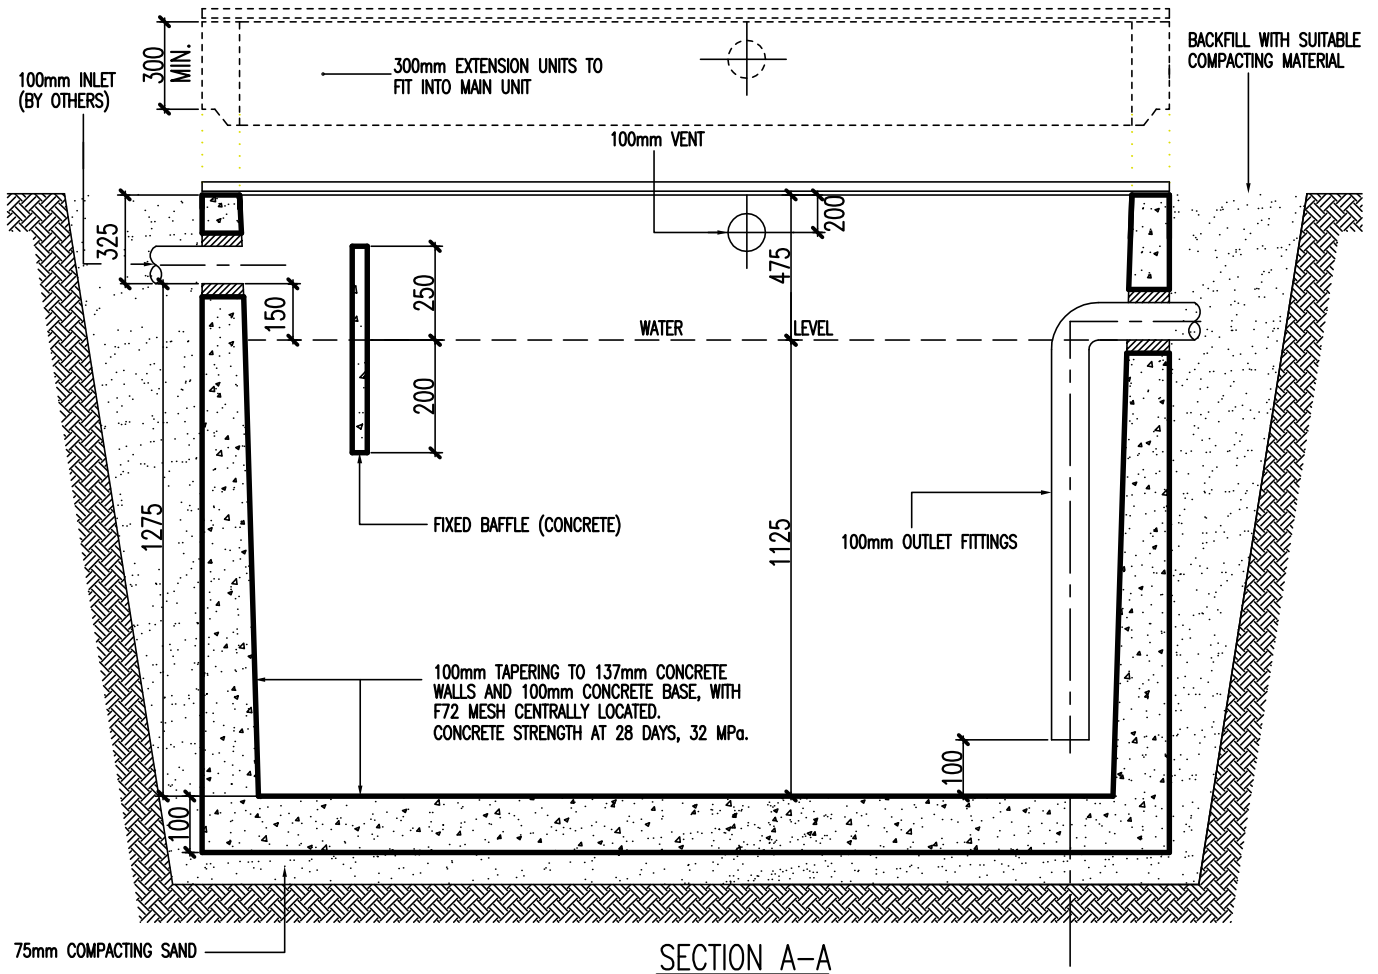 BACKFILL WITH SUITABLE
COMPACTING MATERIAL
300
MIN.
300mm EXTENSION UNITS TO
FIT INTO MAIN UNIT
100mm INLET
(BY OTHERS)
100mm VENT
325
200
475
250
150
WATER LEVEL
200
1275
FIXED BAFFLE (CONCRETE)
1125
100mm OUTLET FITTINGS
100mm TAPERING TO 137mm CONCRETE
WALLS AND 100mm CONCRETE BASE, WITH
F72 MESH CENTRALLY LOCATED.
CONCRETE STRENGTH AT 28 DAYS, 32 MPa.
100
100
75mm COMPACTING SAND
SECTION A-A